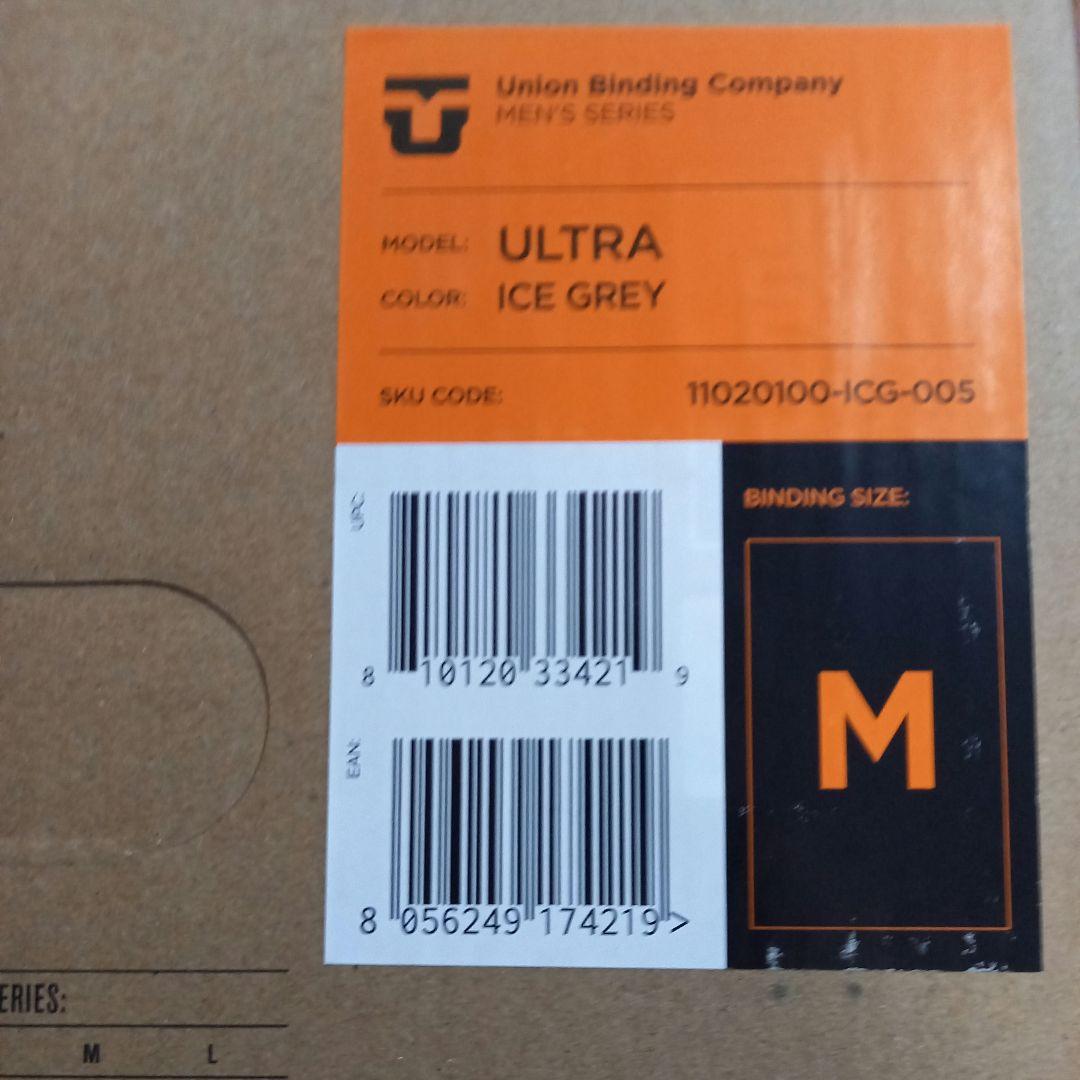 Union Binding Company
MEN'S SERIES
MODEL: ULTRA
COLOR: ICE GREY
SKU CODE: 11020100-ICG-005
UPC:
8 10120 33421 9
EAN:
8 056249 174219 >
BINDING SIZE:
M
ERIES:
M L